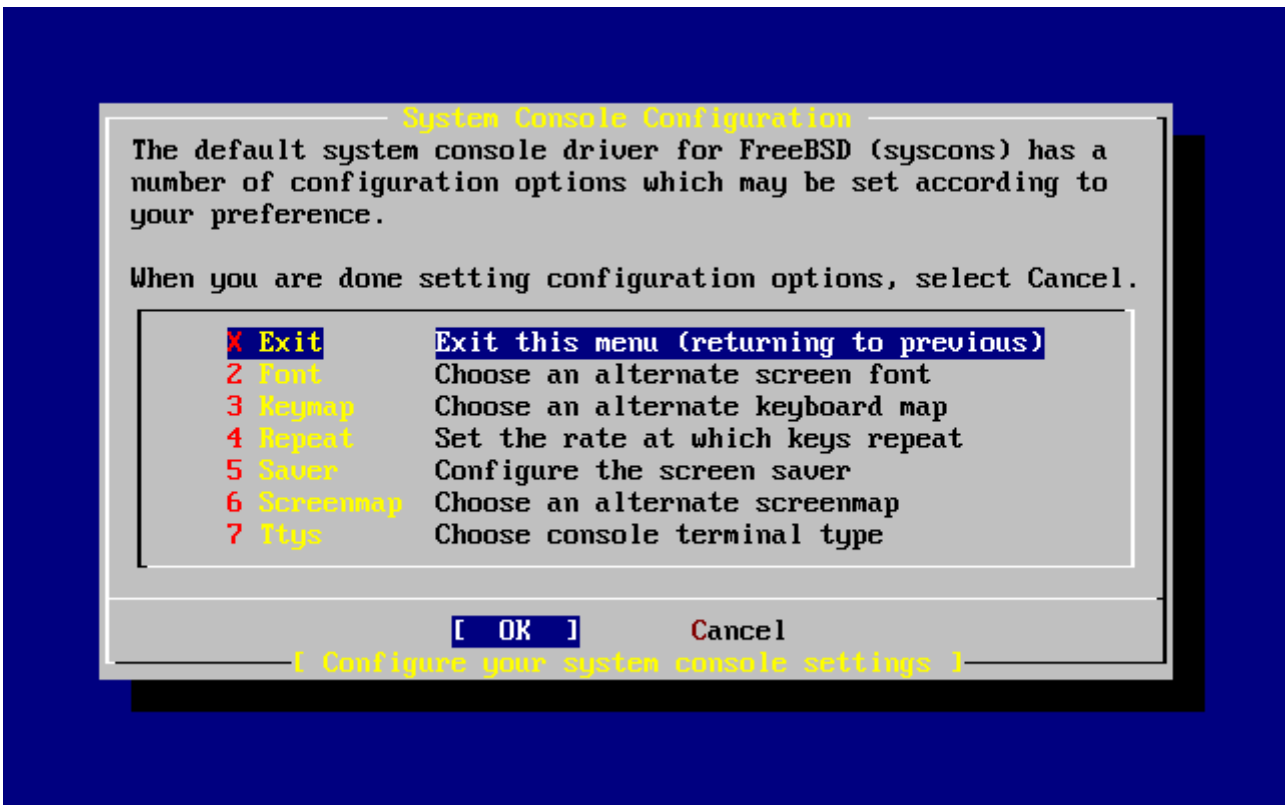 System Console Configuration
The default system console driver for FreeBSD (syscons) has a
number of configuration options which may be set according to
your preference.
When you are done setting configuration options, select Cancel.
X Exit Exit this menu (returning to previous)
2 Font Choose an alternate screen font
3 Keymap Choose an alternate keyboard map
4 Repeat Set the rate at which keys repeat
5 Saver Configure the screen saver
6 Screenmap Choose an alternate screenmap
7 Ttys Choose console terminal type
[ OK ] Cancel
[ Configure your system console settings ]